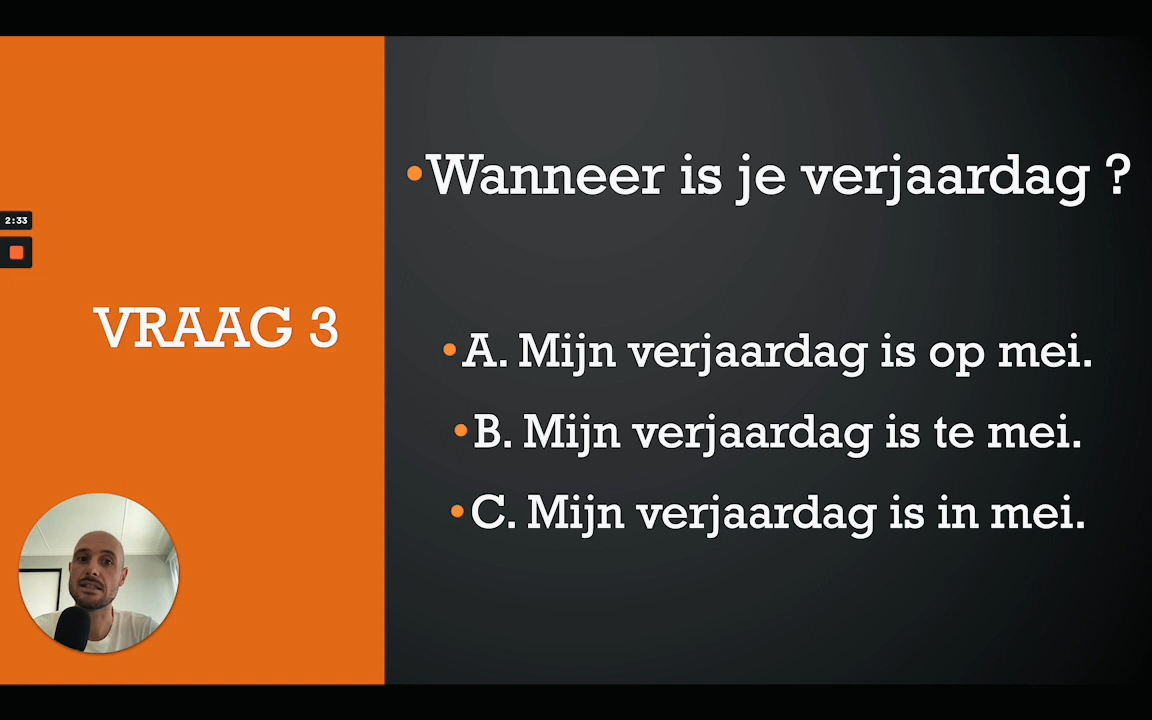 2:33
VRAAG 3
•Wanneer is je verjaardag ?
•A. Mijn verjaardag is op mei.
•B. Mijn verjaardag is te mei.
•C. Mijn verjaardag is in mei.